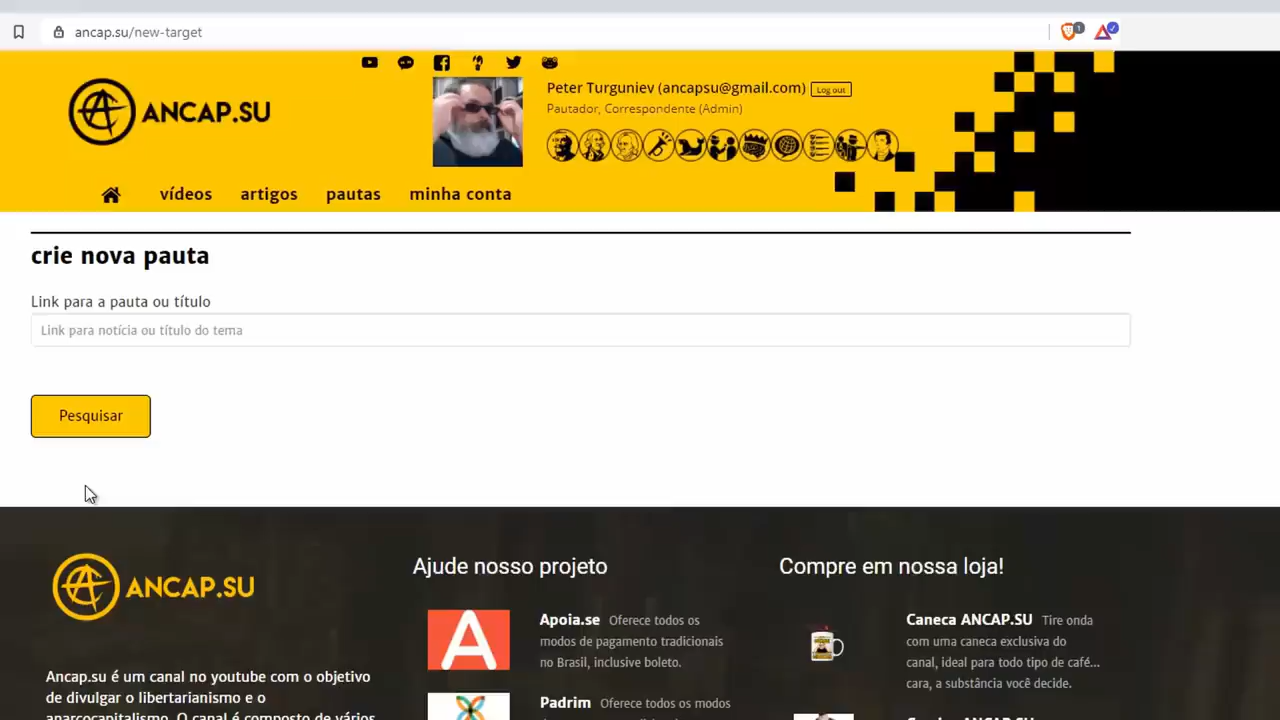 ancap.su/new-target
ANCAP.SU
Peter Turguniev (ancapsu@gmail.com) Log out
Pautador, Correspondente (Admin)
vídeos artigos pautas minha conta
crie nova pauta
Link para a pauta ou título
Link para notícia ou título do tema
Pesquisar
ANCAP.SU
Ancap.su é um canal no youtube com o objetivo
de divulgar o libertarianismo e o
anarcocapitalismo. O canal é composto de vários
Ajude nosso projeto
Apoia.se Oferece todos os
modos de pagamento tradicionais
no Brasil, inclusive boleto.
Padrim Oferece todos os modos
Compre em nossa loja!
Caneca ANCAP.SU Tire onda
com uma caneca exclusiva do
canal, ideal para todo tipo de café...
cara, a substância você decide.